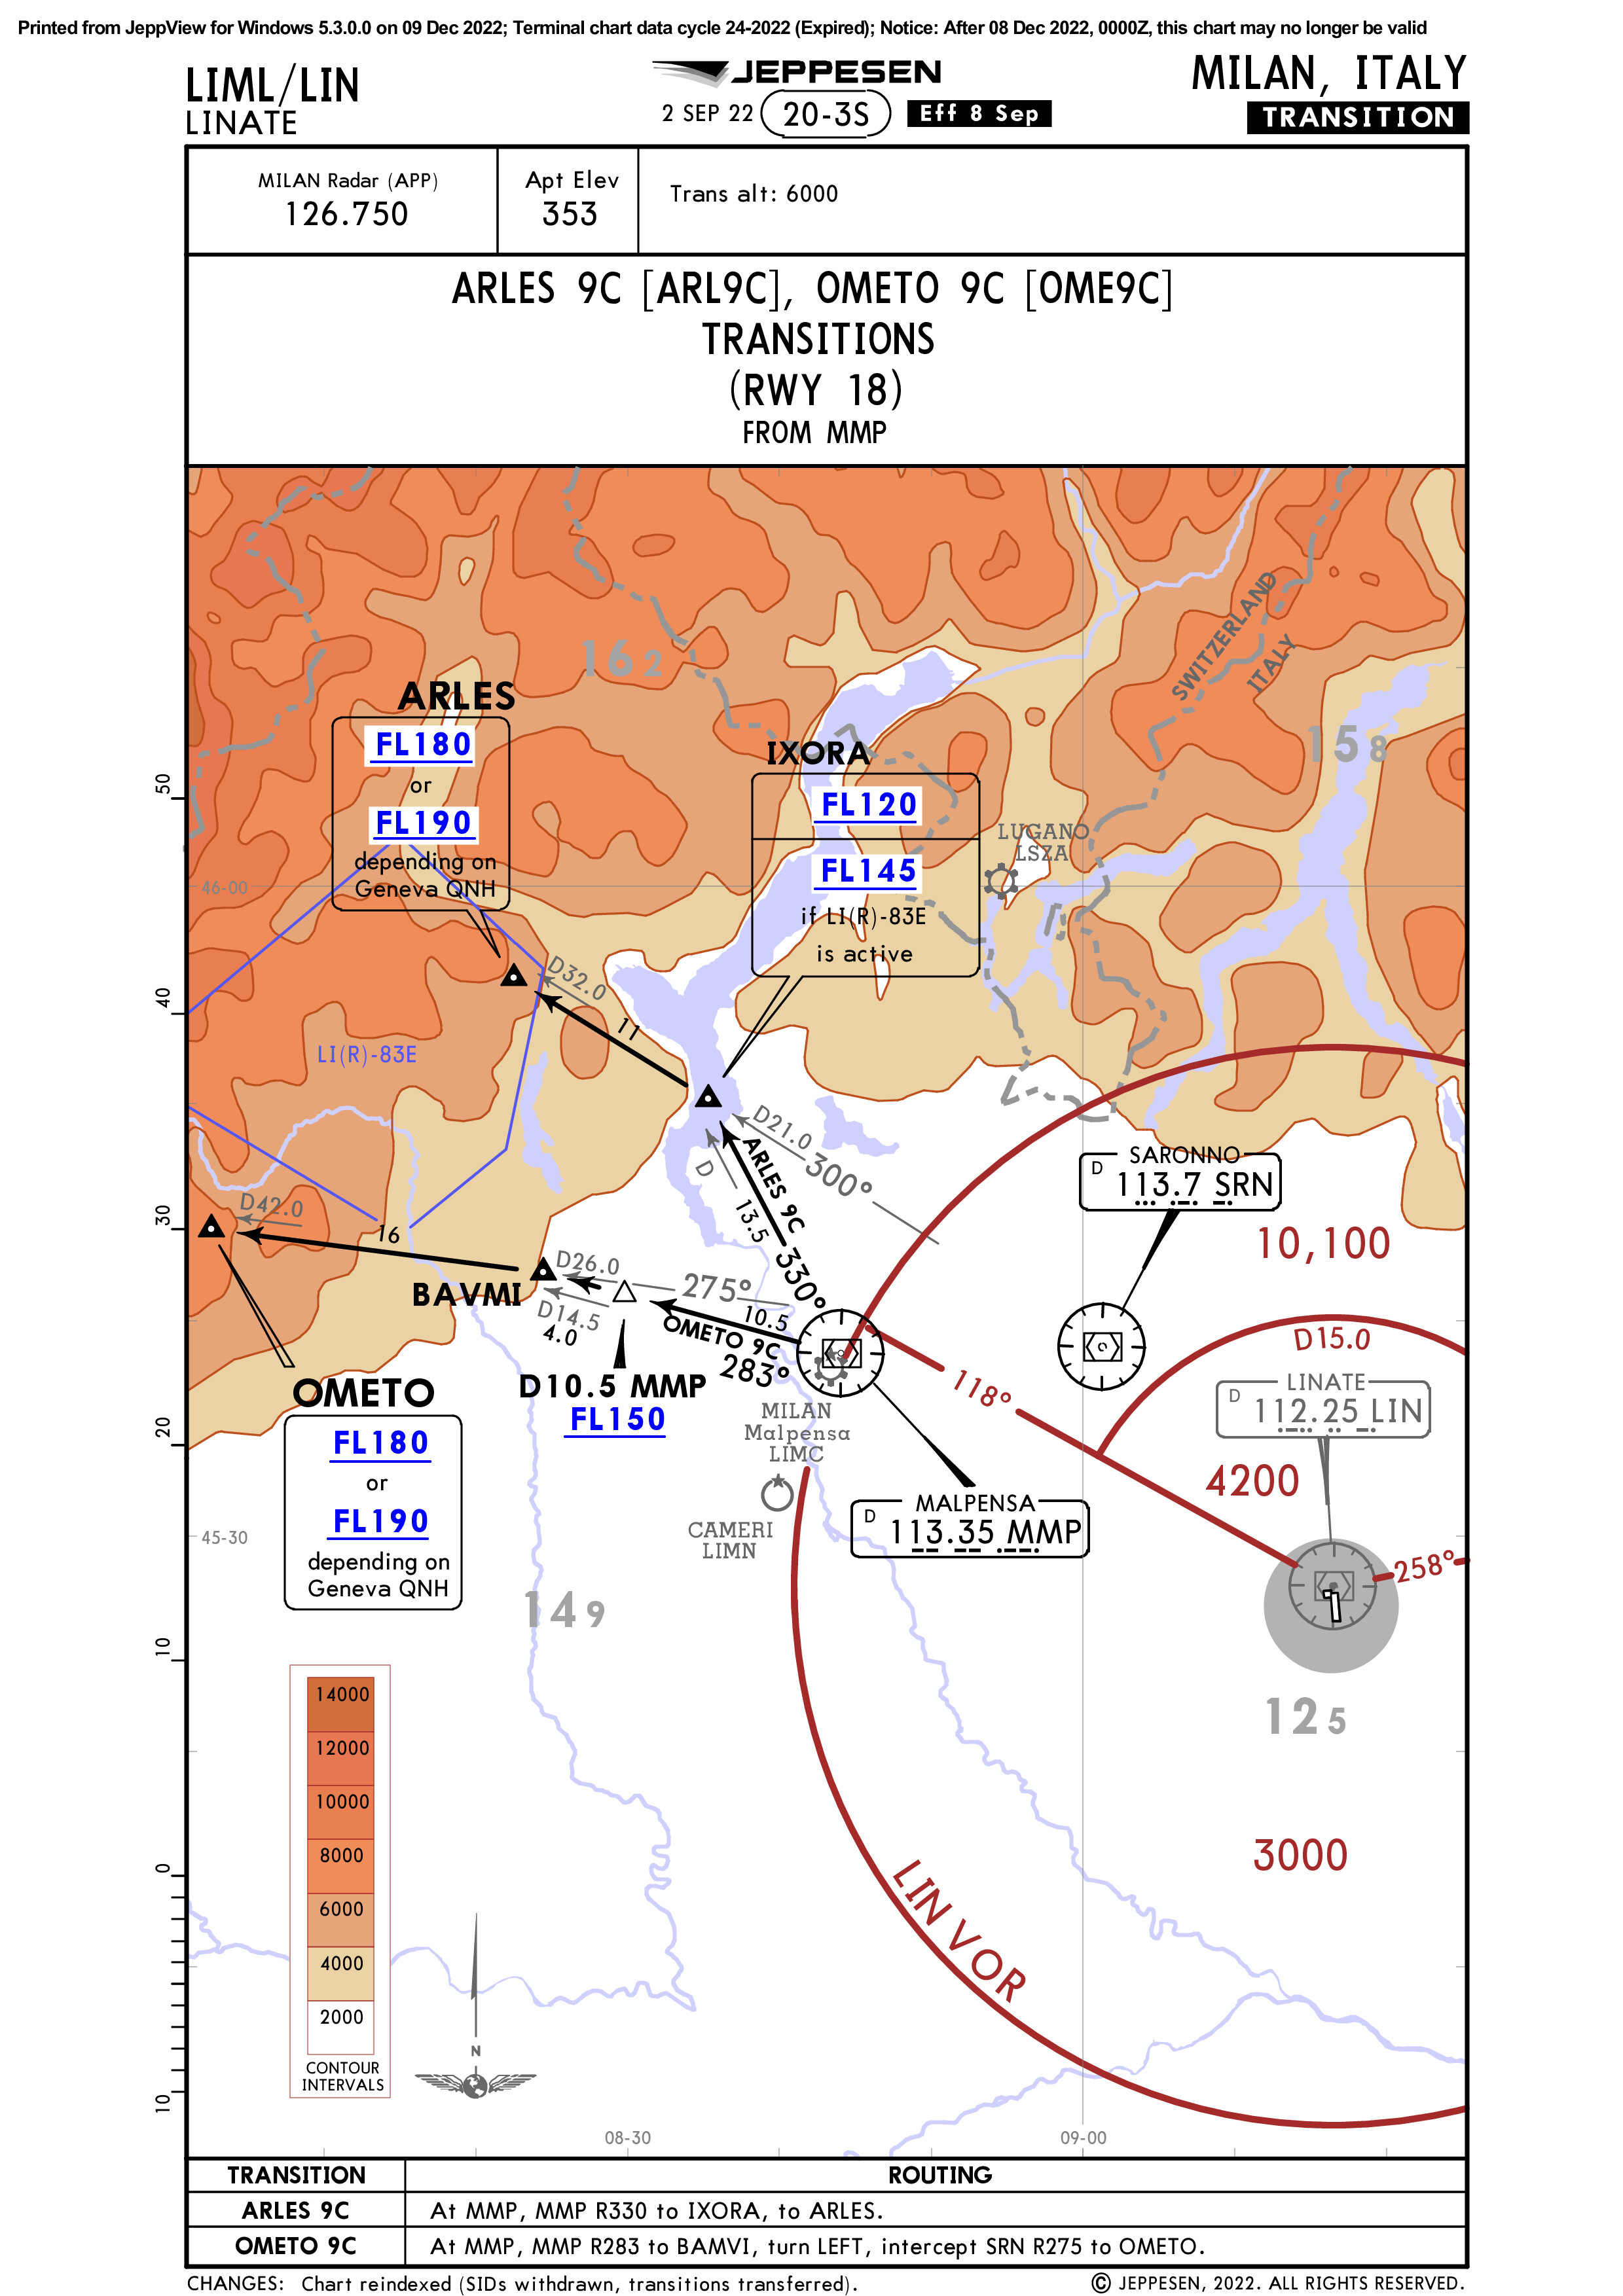 Printed from JeppView for Windows 5.3.0.0 on 09 Dec 2022; Terminal chart data cycle 24-2022 (Expired); Notice: After 08 Dec 2022, 0000Z, this chart may no longer be valid
LIML/LIN
LINATE
JEPPESEN
2 SEP 22
20-3S
Eff 8 Sep
MILAN, ITALY
TRANSITION
MILAN Radar (APP)
126.750
Apt Elev
353
Trans alt: 6000
ARLES 9C [ARL9C], OMETO 9C [OME9C]
TRANSITIONS
(RWY 18)
FROM MMP
162
SWITZERLAND
ITALY
158
ARLES
FL180
or
FL190
depending on
Geneva QNH
IXORA
FL120
FL145
if LI(R)-83E
is active
LUGANO
LSZA
50
46-00
40
D32.0
11
LI(R)-83E
D21.0
300°
ARLES 9C
330°
D
13.5
SARONNO
D
113.7 SRN
10,100
30
D42.0
16
BAVMI
D26.0
275°
D14.5
4.0
10.5
OMETO 9C
283°
D15.0
118°
OMETO
FL180
or
FL190
depending on
Geneva QNH
D10.5 MMP
FL150
MILAN
Malpensa
LIMC
LINATE
D
112.25 LIN
4200
20
MALPENSA
D
113.35 MMP
CAMERI
LIMN
45-30
258°
149
10
125
3000
LIN VOR
14000
12000
10000
8000
6000
4000
2000
CONTOUR
INTERVALS
0
10
N
08-30
09-00
TRANSITION
ROUTING
ARLES 9C
At MMP, MMP R330 to IXORA, to ARLES.
OMETO 9C
At MMP, MMP R283 to BAMVI, turn LEFT, intercept SRN R275 to OMETO.
CHANGES: Chart reindexed (SIDs withdrawn, transitions transferred).
© JEPPESEN, 2022. ALL RIGHTS RESERVED.